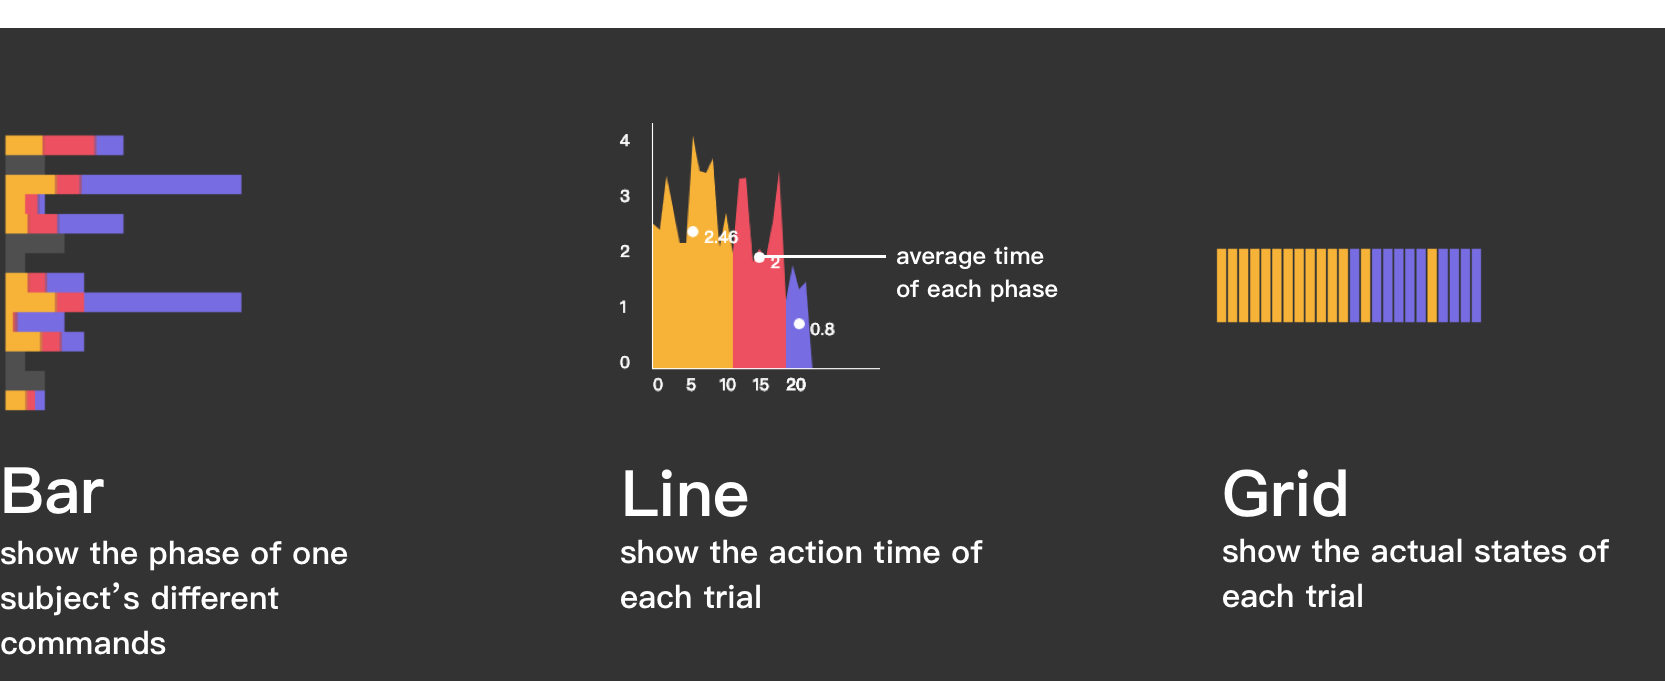 4
3
2
1
0
2.46
2
0.8
0 5 10 15 20
average time
of each phase
Bar
show the phase of one
subject’s different
commands
Line
show the action time of
each trial
Grid
show the actual states of
each trial